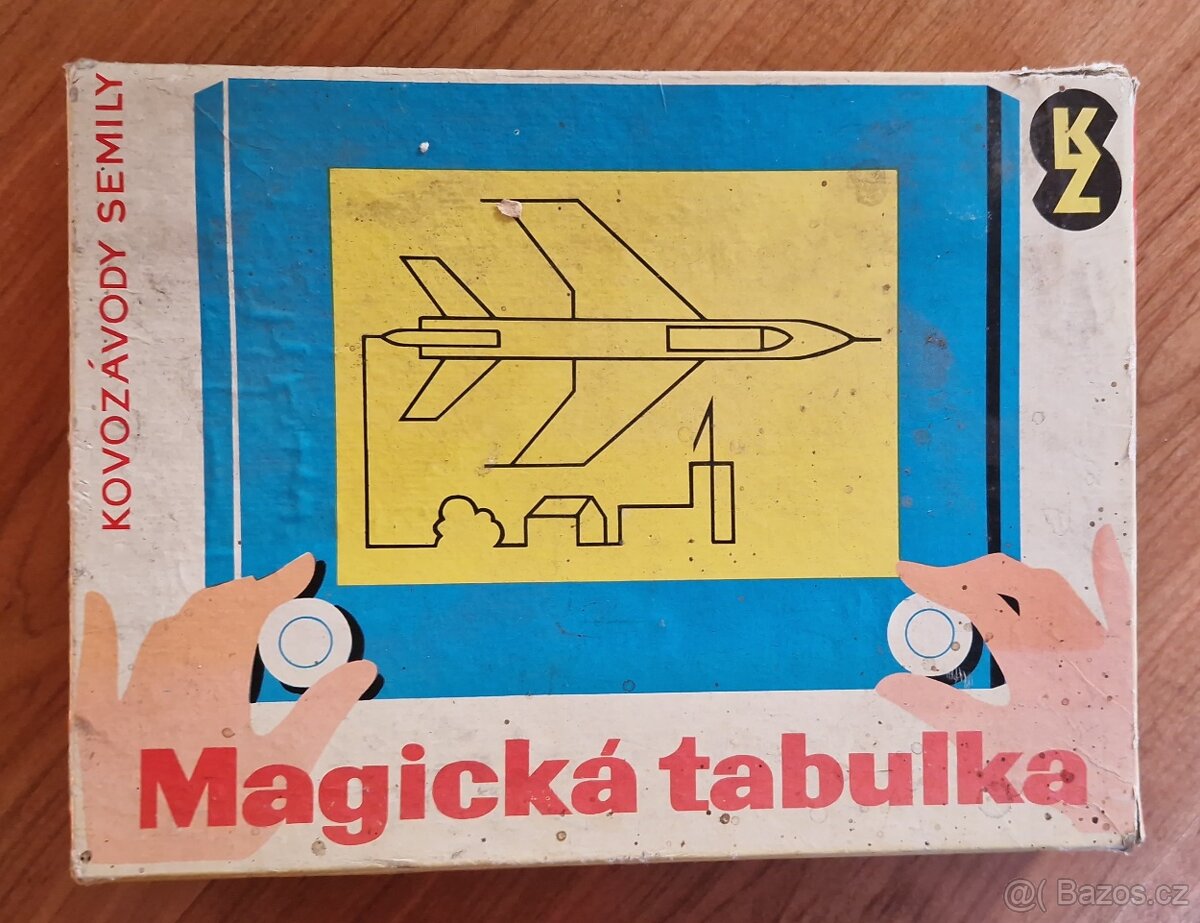 KOVOZÁVODY SEMILY
KZ
Magická tabulka
@( Bazos.cz